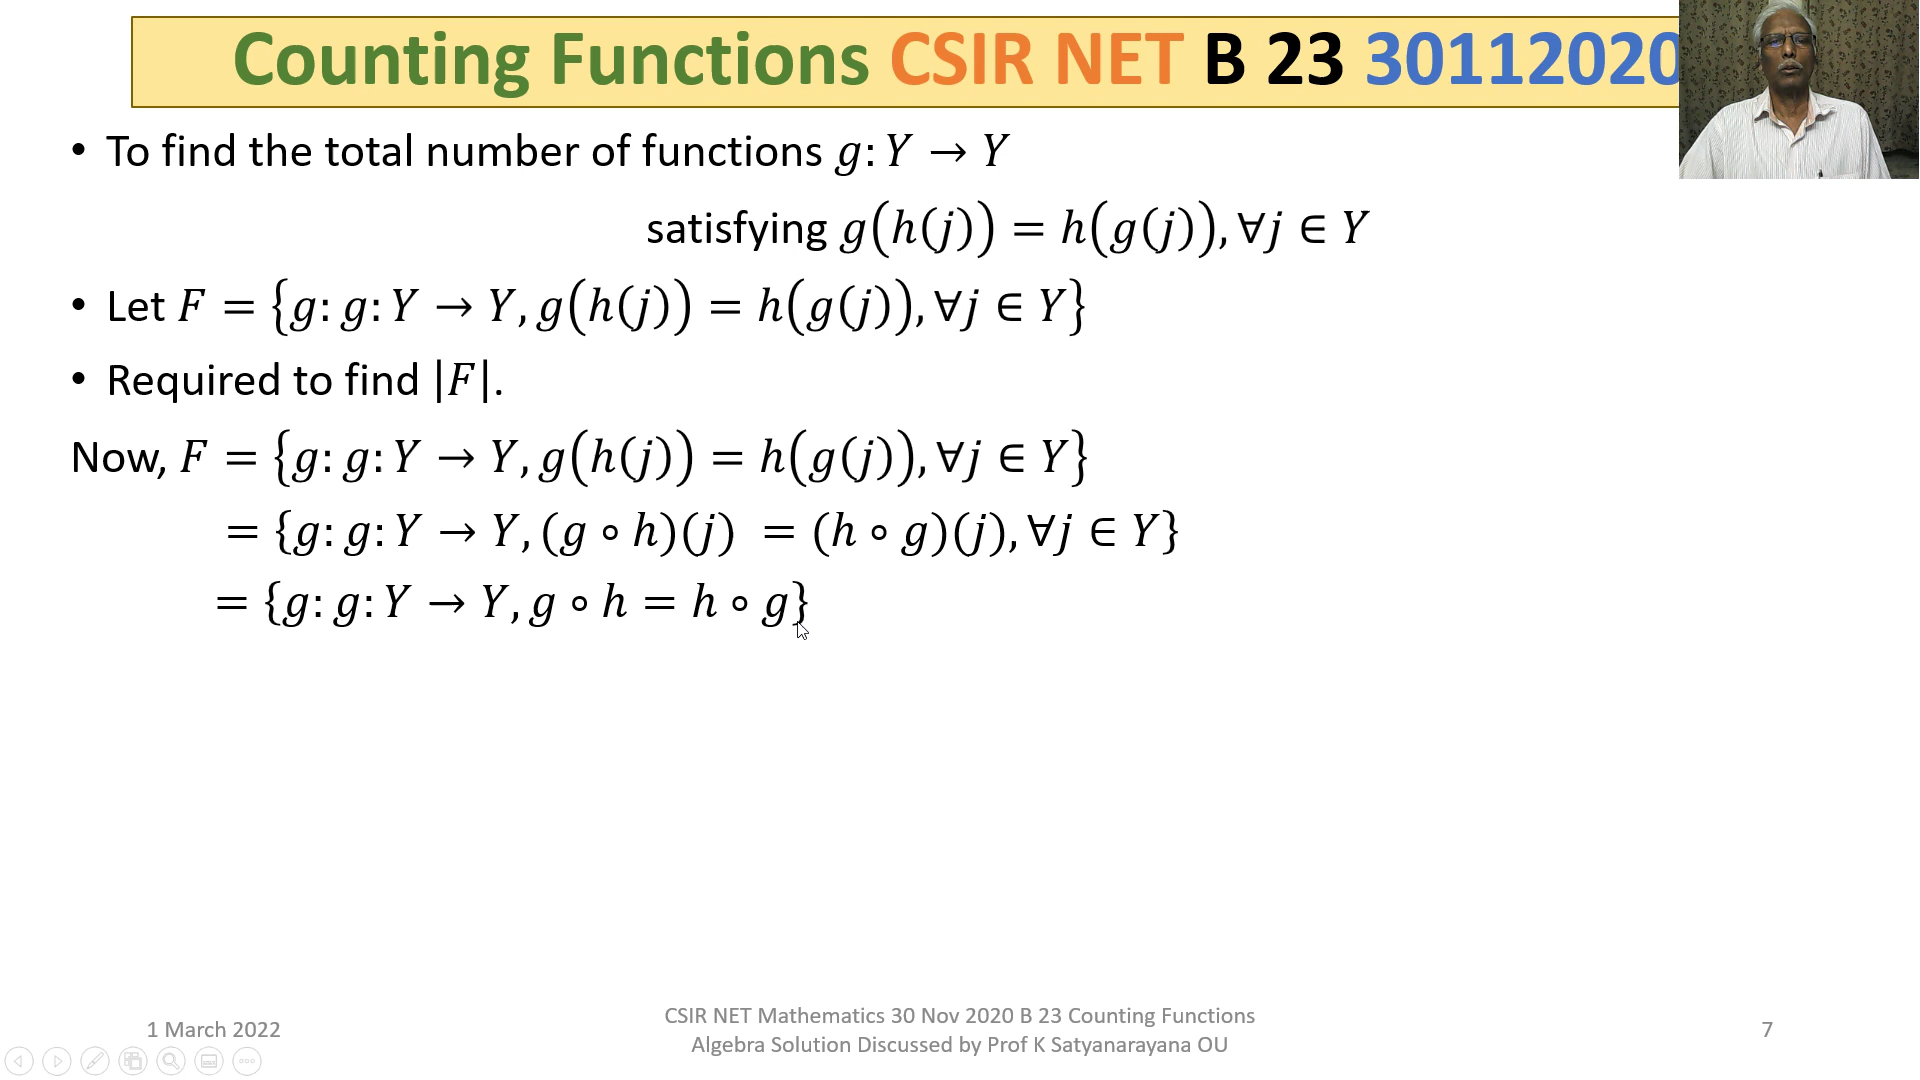 Counting Functions CSIR NET B 23 30112020
• To find the total number of functions g: Y → Y
satisfying g(h(j)) = h(g(j)), ∀j ∈ Y
• Let F = {g: g: Y → Y, g(h(j)) = h(g(j)), ∀j ∈ Y}
• Required to find |F|.
Now, F = {g: g: Y → Y, g(h(j)) = h(g(j)), ∀j ∈ Y}
= {g: g: Y → Y, (g ∘ h)(j) = (h ∘ g)(j), ∀j ∈ Y}
= {g: g: Y → Y, g ∘ h = h ∘ g}
1 March 2022
CSIR NET Mathematics 30 Nov 2020 B 23 Counting Functions
Algebra Solution Discussed by Prof K Satyanarayana OU
7